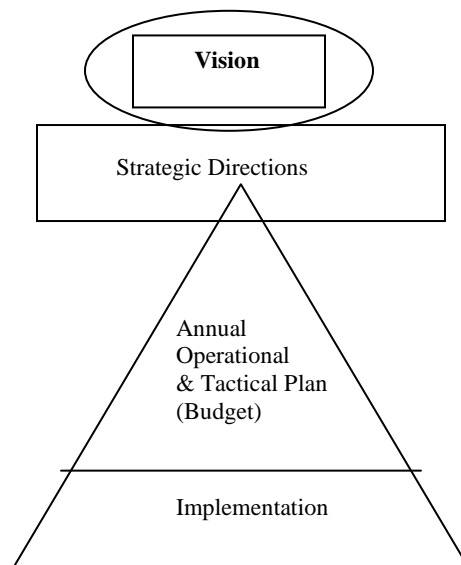 Vision
Strategic Directions
Annual
Operational
& Tactical Plan
(Budget)
Implementation